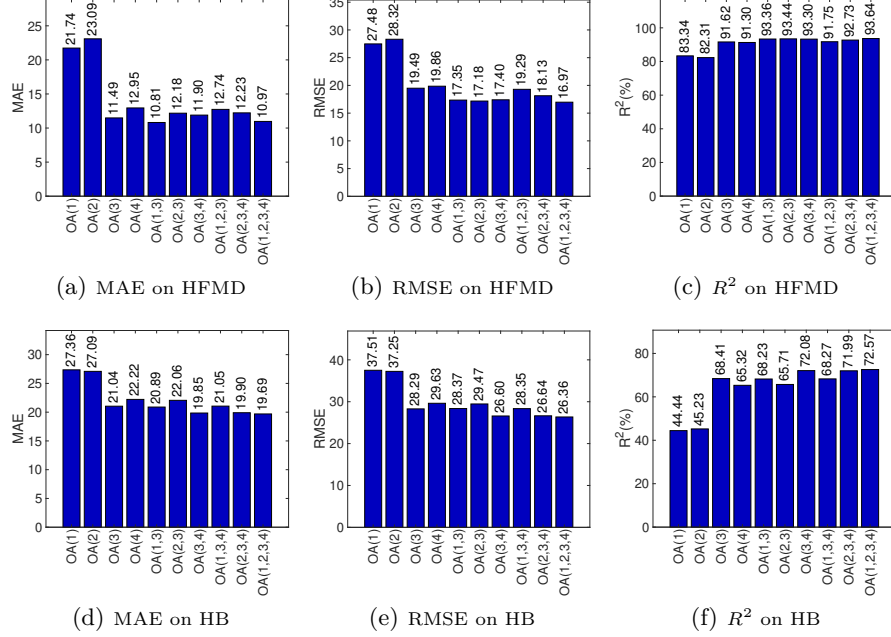 MAE
25
20
15
10
5
0
21.74
23.09
11.49
12.95
10.81
12.18
11.90
12.74
12.23
10.97
OA(1)
OA(2)
OA(3)
OA(4)
OA(1,3)
OA(2,3)
OA(3,4)
OA(1,2,3)
OA(2,3,4)
OA(1,2,3,4)
(a) MAE on HFMD
RMSE
35
30
25
20
15
10
5
0
27.48
28.32
19.49
19.86
17.35
17.18
17.40
19.29
18.13
16.97
OA(1)
OA(2)
OA(3)
OA(4)
OA(1,3)
OA(2,3)
OA(3,4)
OA(1,2,3)
OA(2,3,4)
OA(1,2,3,4)
(b) RMSE on HFMD
R²(%)
100
80
60
40
20
0
83.34
82.31
91.62
91.30
93.36
93.44
93.30
91.75
92.73
93.64
OA(1)
OA(2)
OA(3)
OA(4)
OA(1,3)
OA(2,3)
OA(3,4)
OA(1,2,3)
OA(2,3,4)
OA(1,2,3,4)
(c) R² on HFMD
MAE
30
25
20
15
10
5
0
27.36
27.09
21.04
22.22
20.89
22.06
19.85
21.05
19.90
19.69
OA(1)
OA(2)
OA(3)
OA(4)
OA(1,3)
OA(2,3)
OA(3,4)
OA(1,3,4)
OA(2,3,4)
OA(1,2,3,4)
(d) MAE on HB
RMSE
40
30
20
10
0
37.51
37.25
28.29
29.63
28.37
29.47
26.60
28.35
26.64
26.36
OA(1)
OA(2)
OA(3)
OA(4)
OA(1,3)
OA(2,3)
OA(3,4)
OA(1,3,4)
OA(2,3,4)
OA(1,2,3,4)
(e) RMSE on HB
R²(%)
80
60
40
20
0
44.44
45.23
68.41
65.32
68.23
65.71
72.08
68.27
71.99
72.57
OA(1)
OA(2)
OA(3)
OA(4)
OA(1,3)
OA(2,3)
OA(3,4)
OA(1,3,4)
OA(2,3,4)
OA(1,2,3,4)
(f) R² on HB